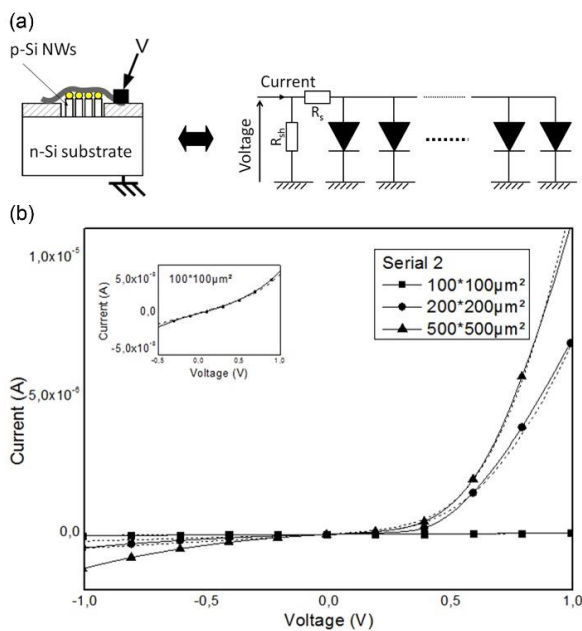 (a)
V
p-Si NWs
n-Si substrate
Current
Voltage
Rsh
Rs
(b)
1,0x10⁻⁵
5,0x10⁻⁶
0,0
Current (A)
-1,0
-0,5
0,0
0,5
1,0
Voltage (V)
100*100µm²
5,0x10⁻⁸
0,0
-5,0x10⁻⁸
Current (A)
-0,5
0,0
0,5
1,0
Voltage (V)
Serial 2
100*100µm²
200*200µm²
500*500µm²